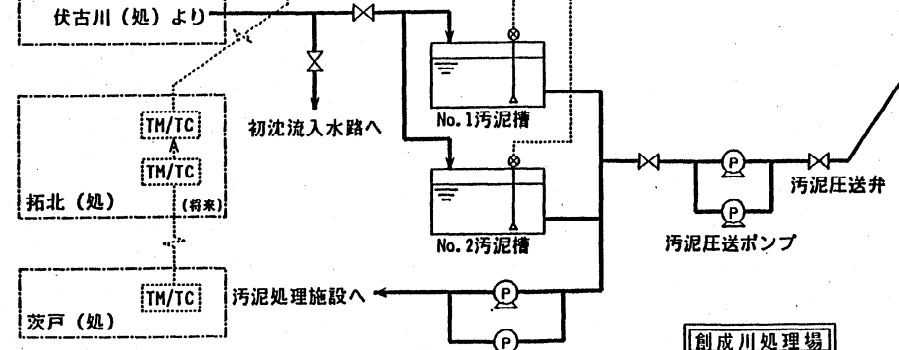 伏古川（処）より
TM/TC
初沈流入水路へ
No.1汚泥槽
TM/TC
拓北（処）
（将来）
P
汚泥圧送弁
P
No.2汚泥槽
汚泥圧送ポンプ
TM/TC
汚泥処理施設へ
P
茨戸（処）
P
創成川処理場